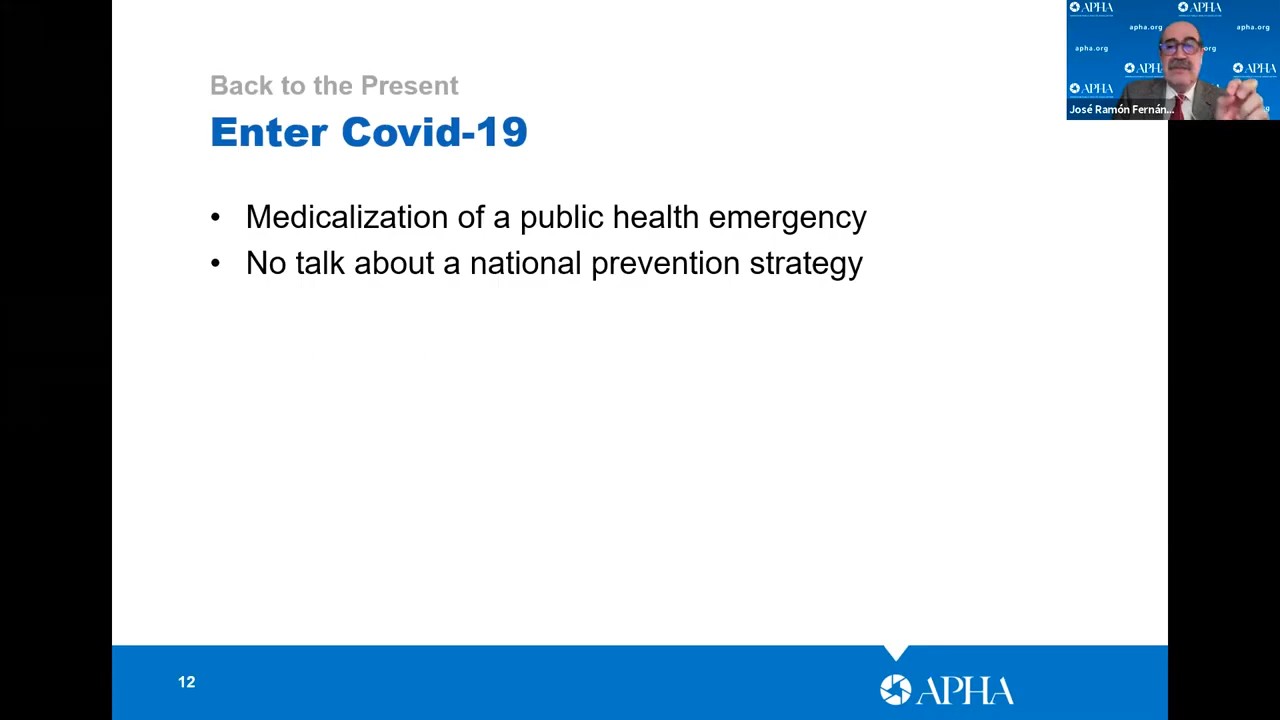 Back to the Present
Enter Covid-19
• Medicalization of a public health emergency
• No talk about a national prevention strategy
12
APHA
APHA
APHA
apha.org
apha.org
apha.org
org
APHA
APHA
APHA
José Ramón Fernán...